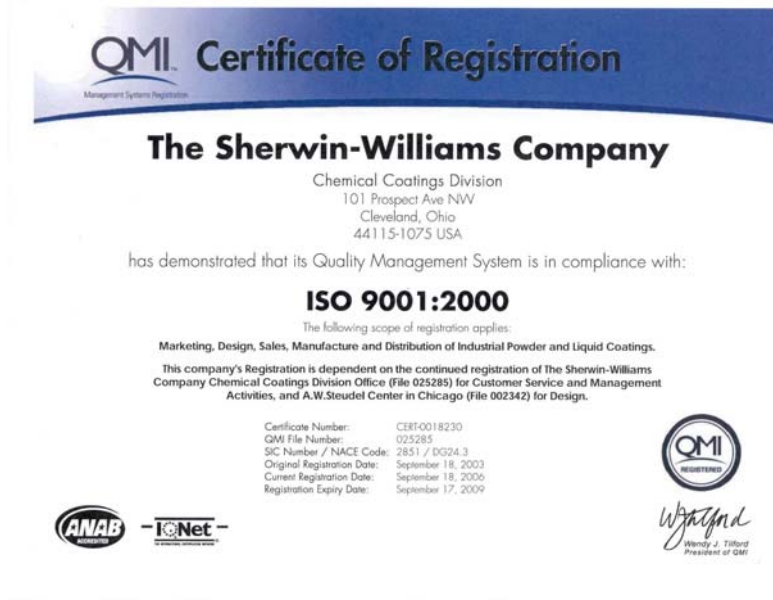 QMI™ Certificate of Registration
Management Systems Registration
The Sherwin-Williams Company
Chemical Coatings Division
101 Prospect Ave NW
Cleveland, Ohio
44115-1075 USA
has demonstrated that its Quality Management System is in compliance with:
ISO 9001:2000
The following scope of registration applies:
Marketing, Design, Sales, Manufacture and Distribution of Industrial Powder and Liquid Coatings.
This company's Registration is dependent on the continued registration of The Sherwin-Williams
Company Chemical Coatings Division Office (File 025285) for Customer Service and Management
Activities, and A.W.Steudel Center in Chicago (File 002342) for Design.
Certificate Number: CERT-0018230
QMI File Number: 025285
SIC Number / NACE Code: 2851 / DG24.3
Original Registration Date: September 18, 2003
Current Registration Date: September 18, 2006
Registration Expiry Date: September 17, 2009
QMI
REGISTERED
ANAB
ACCREDITED
IQNet
THE INTERNATIONAL CERTIFICATION NETWORK
Wendy J. Tilford
President of QMI